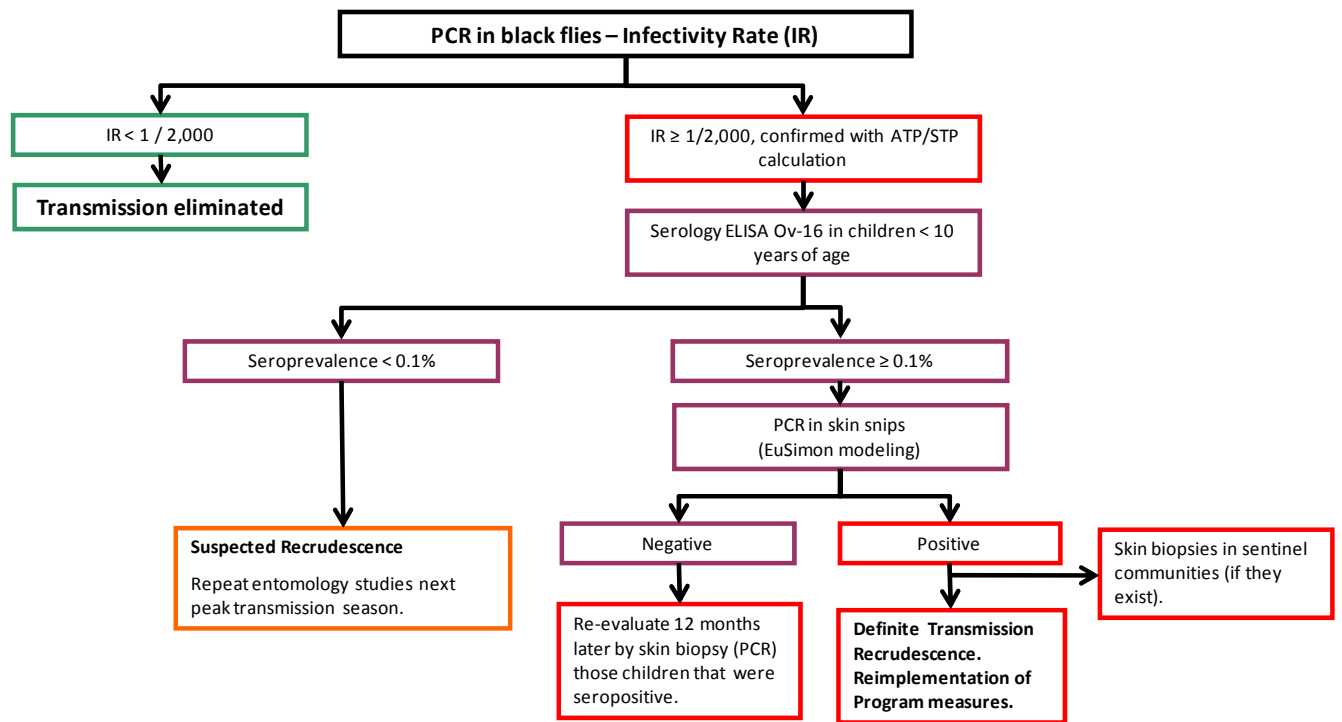 PCR in black flies – Infectivity Rate (IR)
IR < 1 / 2,000
IR ≥ 1/2,000, confirmed with ATP/STP
calculation
Transmission eliminated
Serology ELISA Ov-16 in children < 10
years of age
Seroprevalence < 0.1%
Seroprevalence ≥ 0.1%
PCR in skin snips
(EuSimon modeling)
Suspected Recrudescence
Repeat entomology studies next
peak transmission season.
Negative
Positive
Skin biopsies in sentinel
communities (if they
exist).
Re-evaluate 12 months
later by skin biopsy (PCR)
those children that were
seropositive.
Definite Transmission
Recrudescence.
Reimplementation of
Program measures.